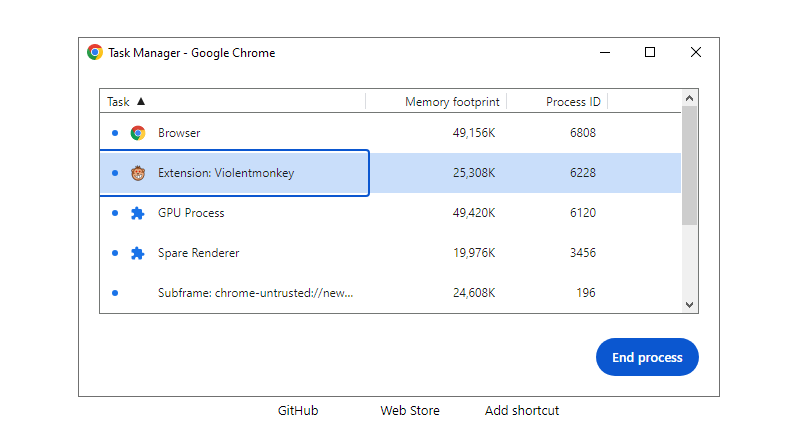 Task Manager - Google Chrome
Task ▲ Memory footprint Process ID
Browser 49,156K 6808
Extension: Violentmonkey 25,308K 6228
GPU Process 49,420K 6120
Spare Renderer 19,976K 3456
Subframe: chrome-untrusted://new... 24,608K 196
End process
GitHub Web Store Add shortcut